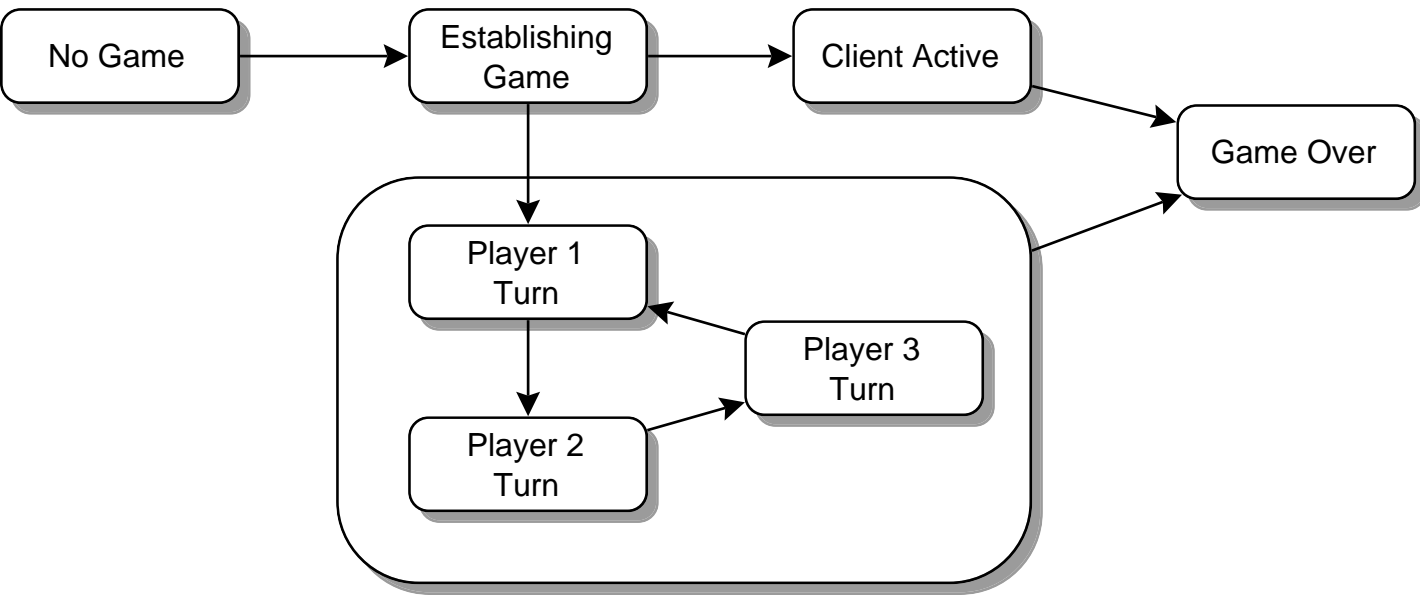 No Game
Establishing
Game
Client Active
Game Over
Player 1
Turn
Player 3
Turn
Player 2
Turn